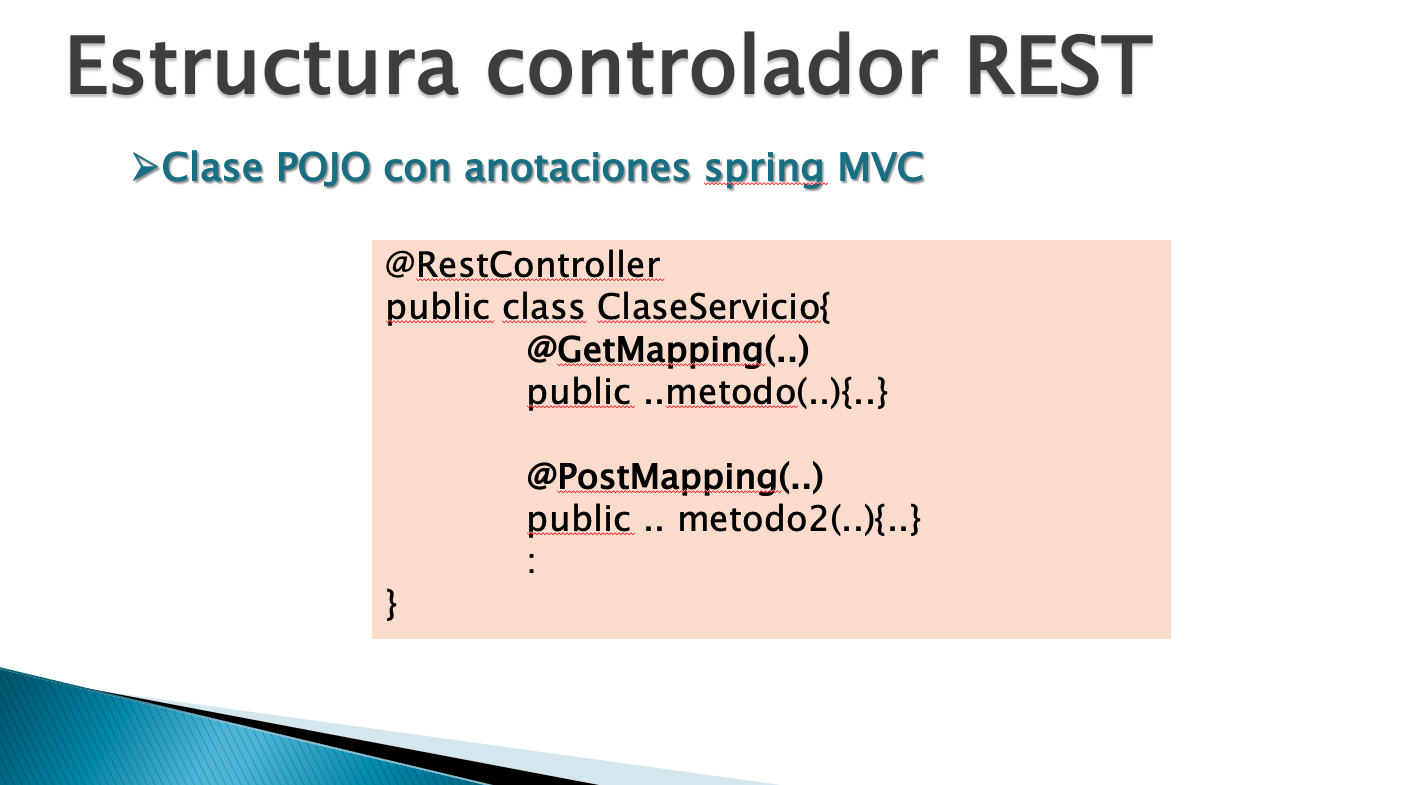 Estructura controlador REST
➢Clase POJO con anotaciones spring MVC
@RestController
public class ClaseServicio{
@GetMapping(..)
public ..metodo(..){..}
@PostMapping(..)
public .. metodo2(..){..}
:
}